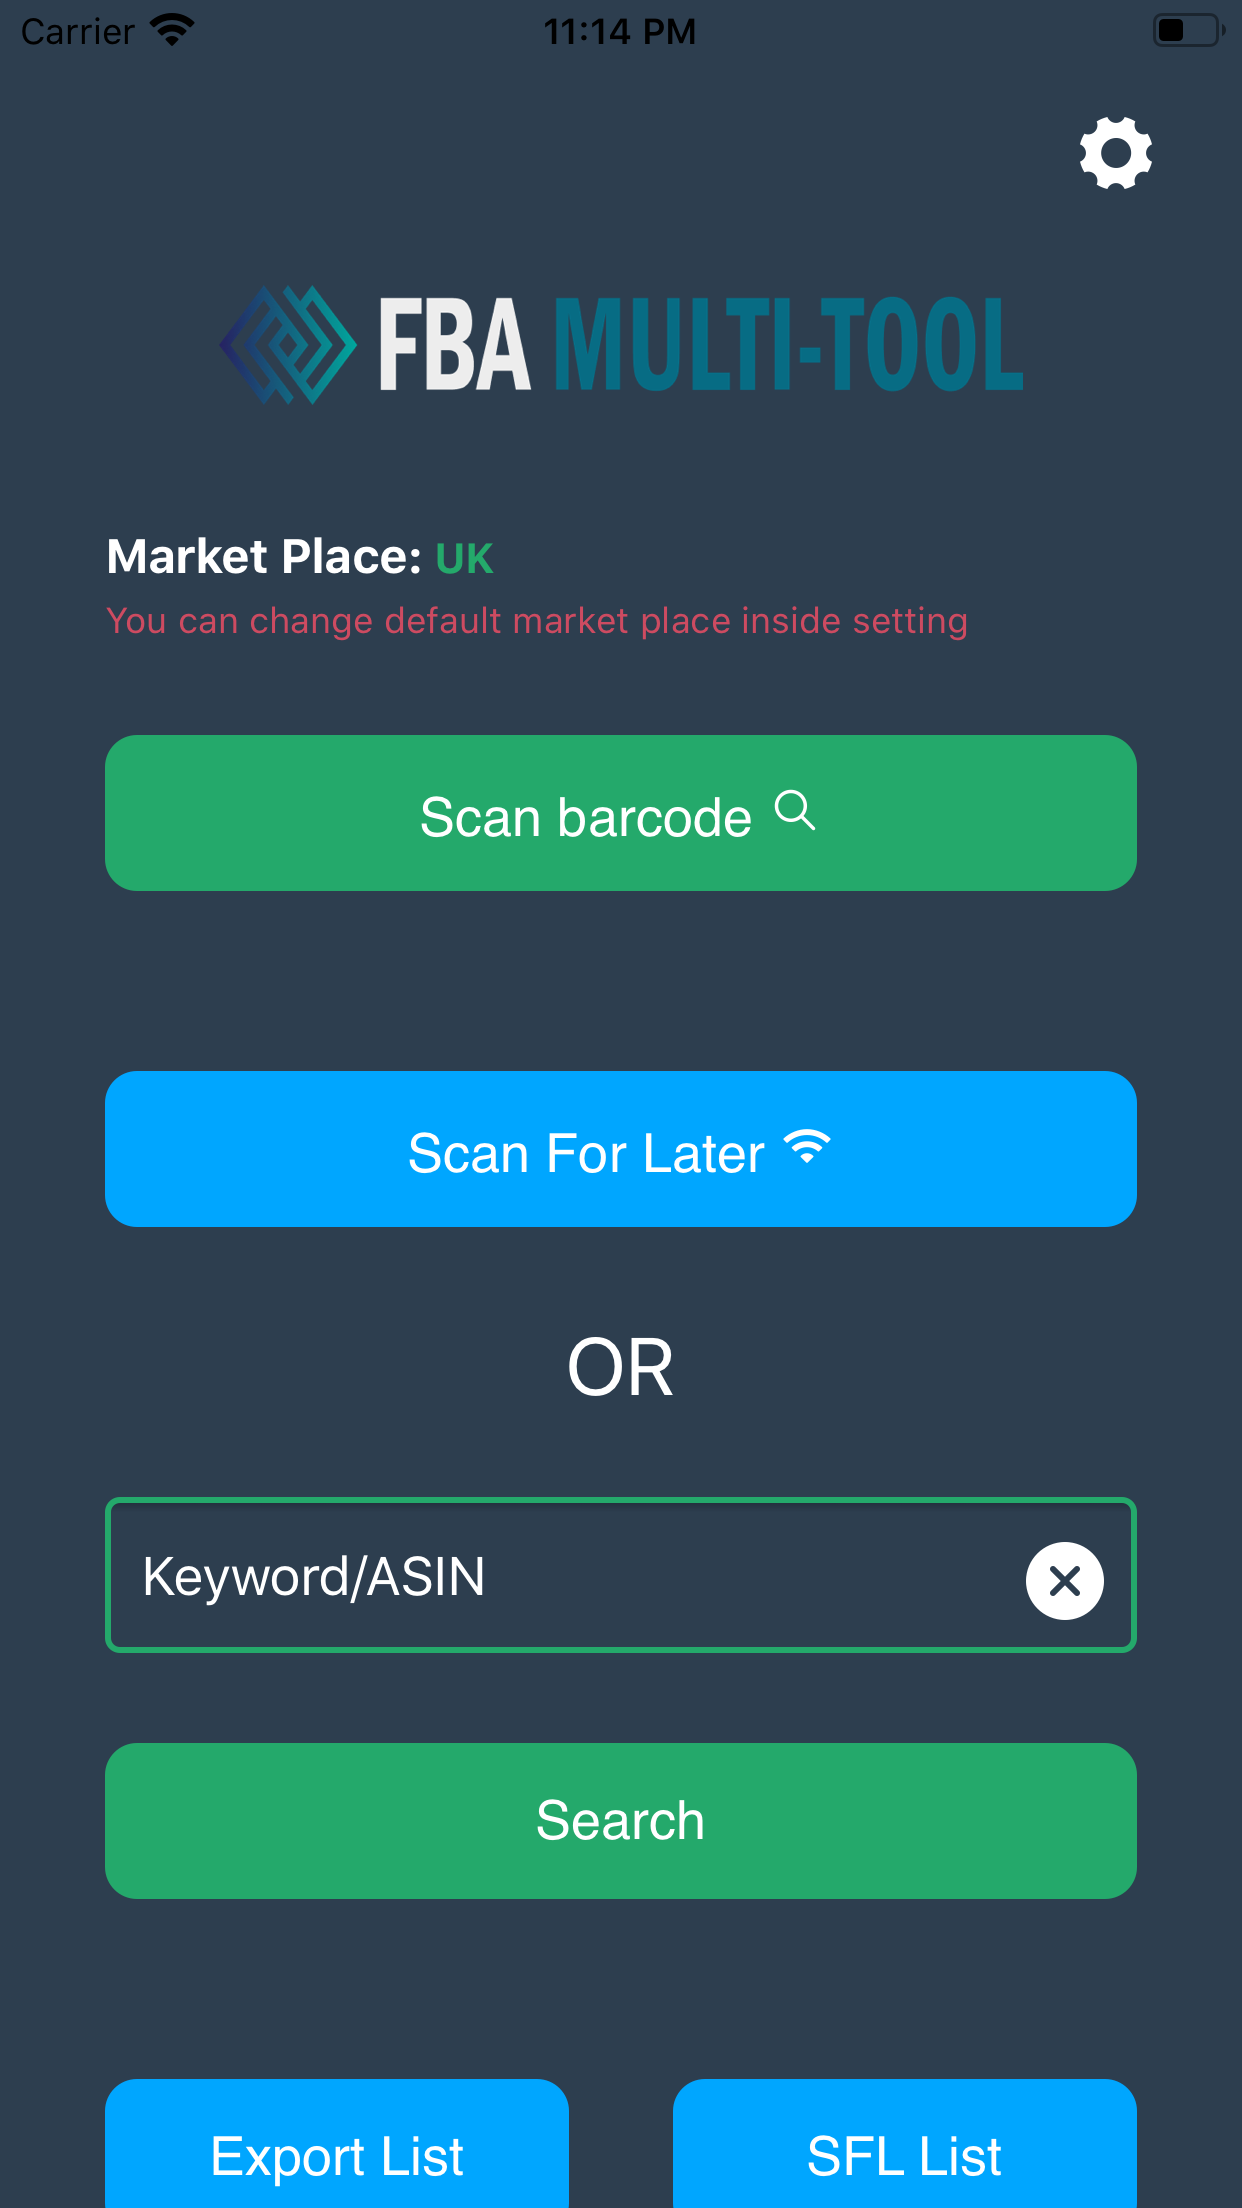 Carrier 11:14 PM
FBA MULTI-TOOL
Market Place: UK
You can change default market place inside setting
Scan barcode
Scan For Later
OR
Keyword/ASIN
Search
Export List SFL List